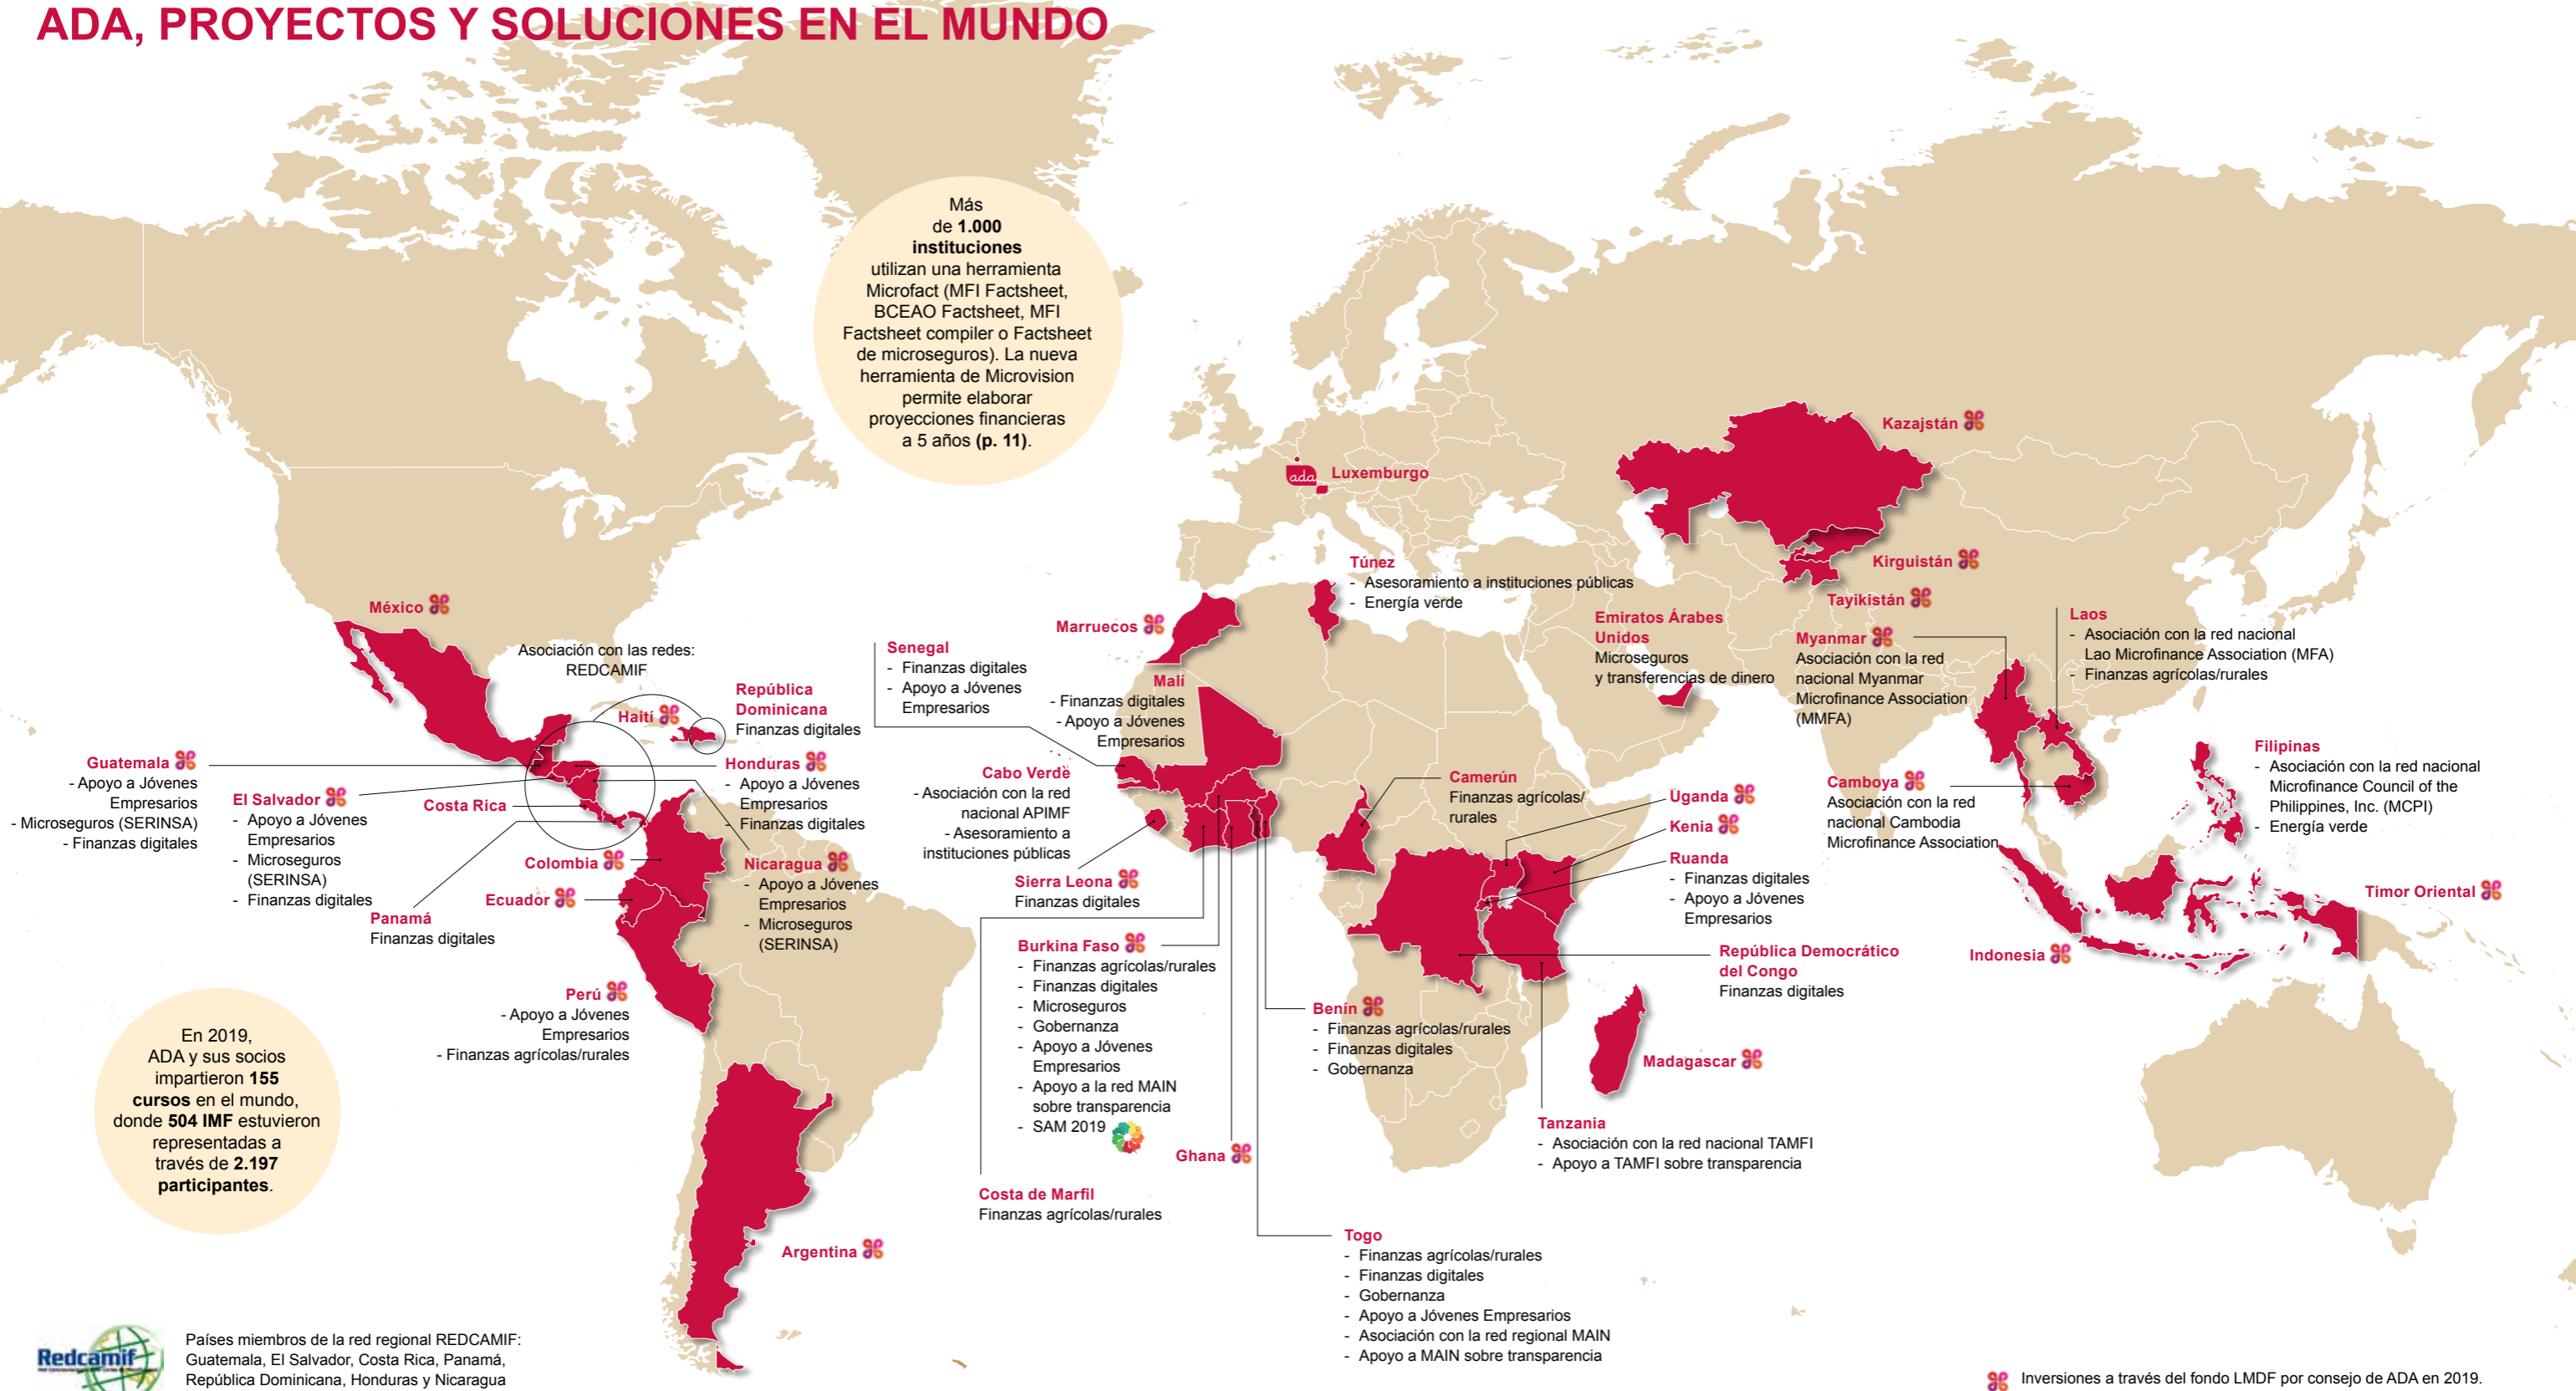 ADA, PROYECTOS Y SOLUCIONES EN EL MUNDO
Más
de 1.000
instituciones
utilizan una herramienta
Microfact (MFI Factsheet,
BCEAO Factsheet, MFI
Factsheet compiler o Factsheet
de microseguros). La nueva
herramienta de Microvision
permite elaborar
proyecciones financieras
a 5 años (p. 11).
ada
Luxemburgo
Kazajstán
Kirguistán
Tayikistán
México
Asociación con las redes:
REDCAMIF
Haití
República
Dominicana
Finanzas digitales
Guatemala
- Apoyo a Jóvenes
Empresarios
- Microseguros (SERINSA)
- Finanzas digitales
El Salvador
- Apoyo a Jóvenes
Empresarios
- Microseguros
(SERINSA)
- Finanzas digitales
Costa Rica
Panamá
Finanzas digitales
Honduras
- Apoyo a Jóvenes
Empresarios
- Finanzas digitales
Nicaragua
- Apoyo a Jóvenes
Empresarios
- Microseguros
(SERINSA)
Colombia
Ecuador
Perú
- Apoyo a Jóvenes
Empresarios
- Finanzas agrícolas/rurales
Argentina
En 2019,
ADA y sus socios
impartieron 155
cursos en el mundo,
donde 504 IMF estuvieron
representadas a
través de 2.197
participantes.
Senegal
- Finanzas digitales
- Apoyo a Jóvenes
Empresarios
Marruecos
Malí
- Finanzas digitales
- Apoyo a Jóvenes
Empresarios
Túnez
- Asesoramiento a instituciones públicas
- Energía verde
Cabo Verde
- Asociación con la red
nacional APIMF
- Asesoramiento a
instituciones públicas
Sierra Leona
Finanzas digitales
Burkina Faso
- Finanzas agrícolas/rurales
- Finanzas digitales
- Microseguros
- Gobernanza
- Apoyo a Jóvenes
Empresarios
- Apoyo a la red MAIN
sobre transparencia
- SAM 2019
Ghana
Costa de Marfil
Finanzas agrícolas/rurales
Camerún
Finanzas agrícolas/
rurales
Benín
- Finanzas agrícolas/rurales
- Finanzas digitales
- Gobernanza
Togo
- Finanzas agrícolas/rurales
- Finanzas digitales
- Gobernanza
- Apoyo a Jóvenes Empresarios
- Asociación con la red regional MAIN
- Apoyo a MAIN sobre transparencia
Uganda
Kenia
Ruanda
- Finanzas digitales
- Apoyo a Jóvenes
Empresarios
República Democrático
del Congo
Finanzas digitales
Madagascar
Tanzania
- Asociación con la red nacional TAMFI
- Apoyo a TAMFI sobre transparencia
Emiratos Árabes
Unidos
Microseguros
y transferencias de dinero
Myanmar
Asociación con la red
nacional Myanmar
Microfinance Association
(MMFA)
Laos
- Asociación con la red nacional
Lao Microfinance Association (MFA)
- Finanzas agrícolas/rurales
Camboya
Asociación con la red
nacional Cambodia
Microfinance Association
Filipinas
- Asociación con la red nacional
Microfinance Council of the
Philippines, Inc. (MCPI)
- Energía verde
Timor Oriental
Indonesia
Redcamif
Países miembros de la red regional REDCAMIF:
Guatemala, El Salvador, Costa Rica, Panamá,
República Dominicana, Honduras y Nicaragua
Inversiones a través del fondo LMDF por consejo de ADA en 2019.